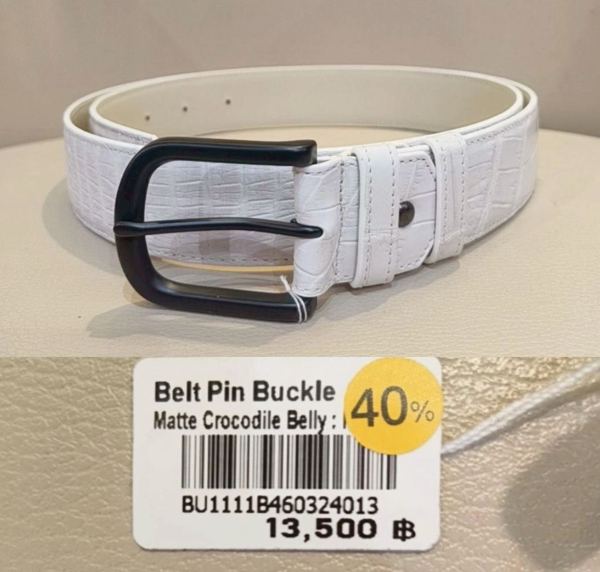 Belt Pin Buckle
40%
Matte Crocodile Belly :
BU1111B460324013
13,500 ฿